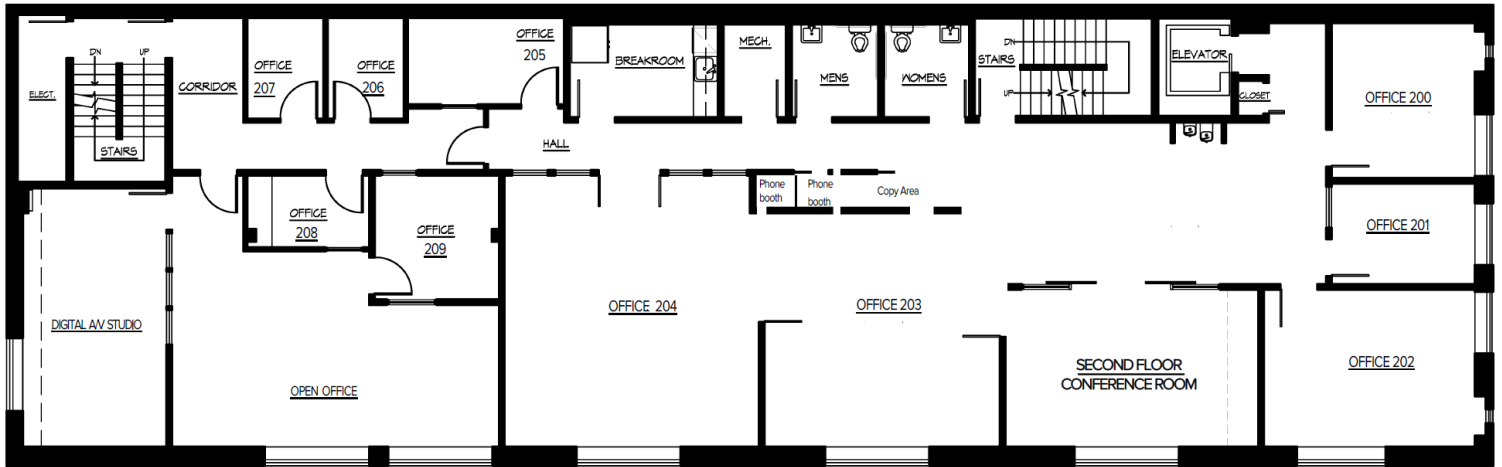 ELECT.
DN
UP
STAIRS
CORRIDOR
OFFICE
207
OFFICE
206
OFFICE
205
BREAKROOM
MECH.
MENS
WOMENS
STAIRS
DN
UP
ELEVATOR
CLOSET
OFFICE 200
HALL
OFFICE
208
OFFICE
209
Phone
booth
Phone
booth
Copy Area
OFFICE 201
DIGITAL A/V STUDIO
OPEN OFFICE
OFFICE 204
OFFICE 203
SECOND FLOOR
CONFERENCE ROOM
OFFICE 202